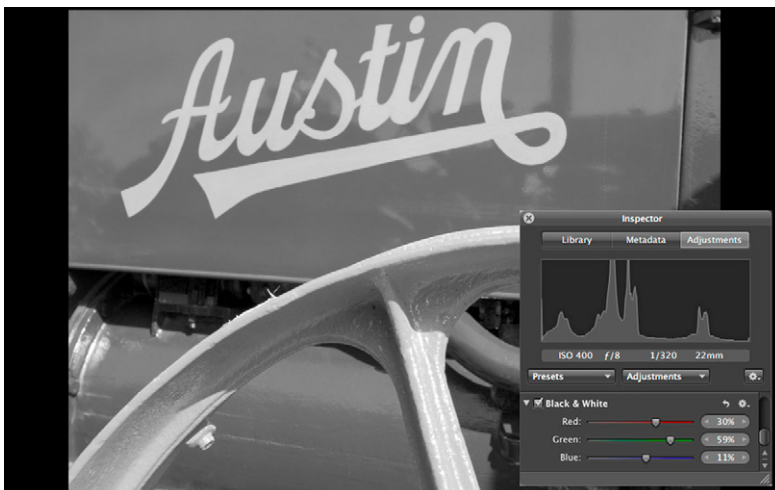 Austin
Inspector
Library Metadata Adjustments
ISO 400 f/8 1/320 22mm
Presets Adjustments
Black & White
Red: 30%
Green: 59%
Blue: 11%